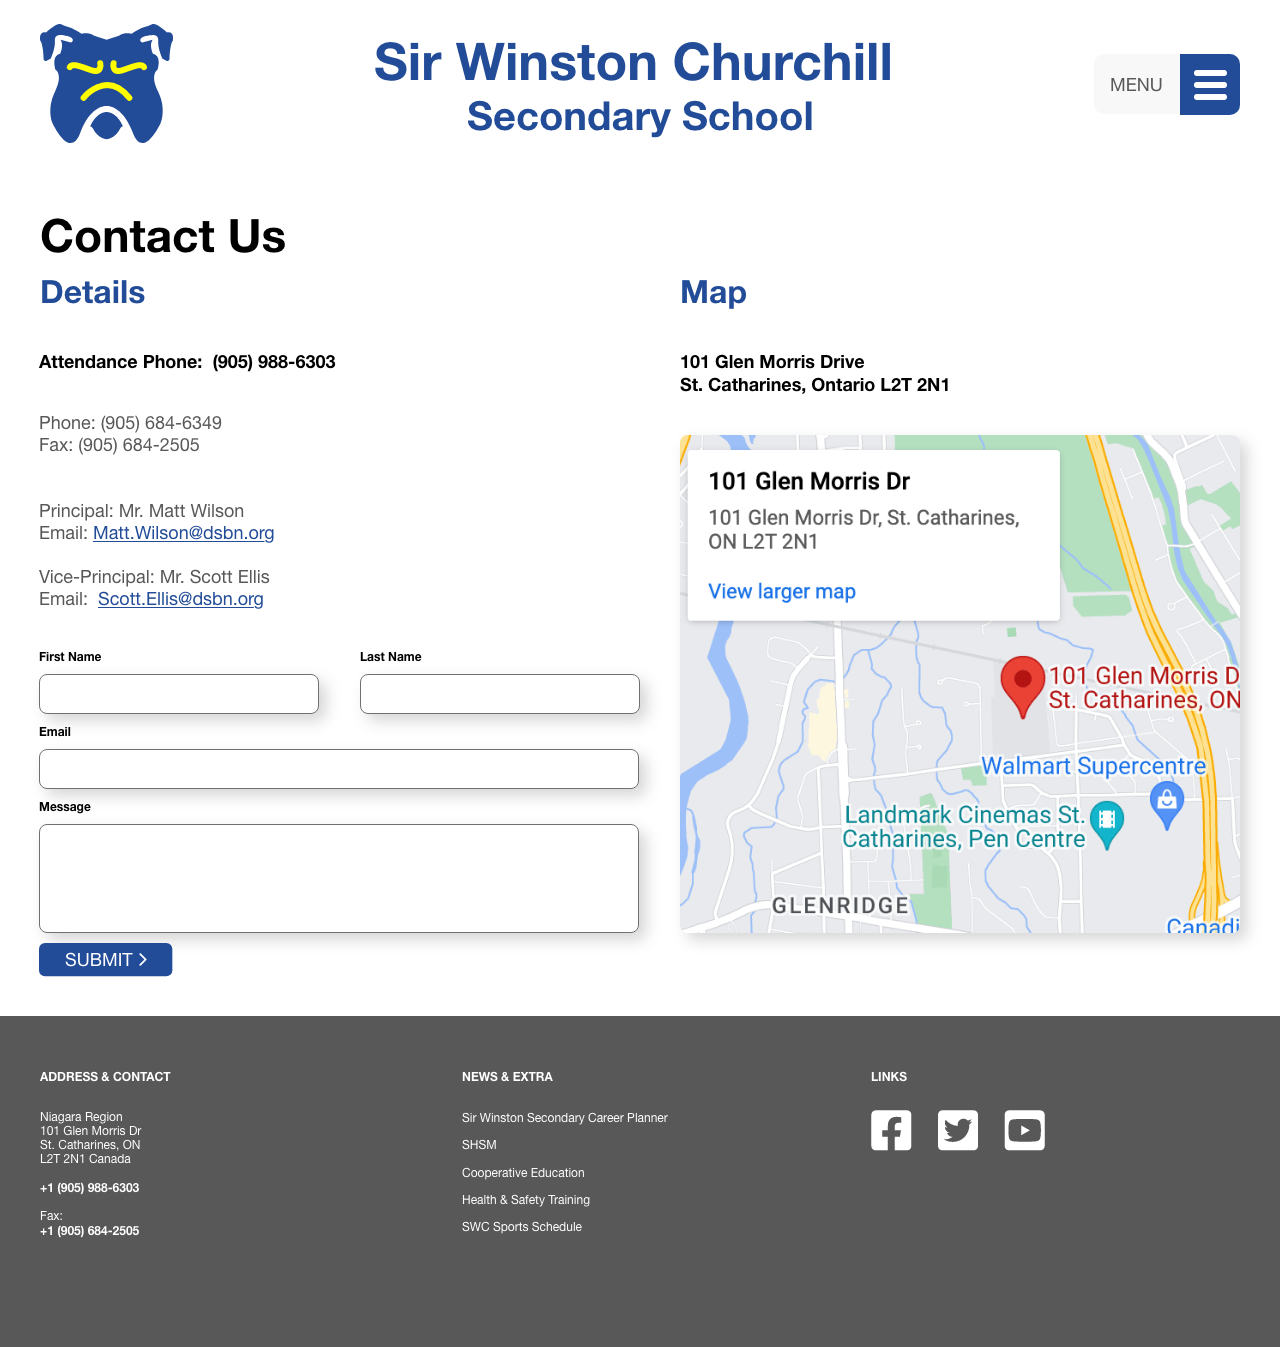 Sir Winston Churchill
Secondary School
MENU
Contact Us
Details
Attendance Phone:  (905) 988-6303
Phone: (905) 684-6349
Fax: (905) 684-2505
Principal: Mr. Matt Wilson
Email: Matt.Wilson@dsbn.org
Vice-Principal: Mr. Scott Ellis
Email:  Scott.Ellis@dsbn.org
First Name
Last Name
Email
Message
SUBMIT
Map
101 Glen Morris Drive
St. Catharines, Ontario L2T 2N1
101 Glen Morris Dr
101 Glen Morris Dr, St. Catharines,
ON L2T 2N1
View larger map
101 Glen Morris D
St. Catharines, ON
Walmart Supercentre
Landmark Cinemas St.
Catharines, Pen Centre
GLENRIDGE
Canadi
ADDRESS & CONTACT
Niagara Region
101 Glen Morris Dr
St. Catharines, ON
L2T 2N1 Canada
+1 (905) 988-6303
Fax:
+1 (905) 684-2505
NEWS & EXTRA
Sir Winston Secondary Career Planner
SHSM
Cooperative Education
Health & Safety Training
SWC Sports Schedule
LINKS